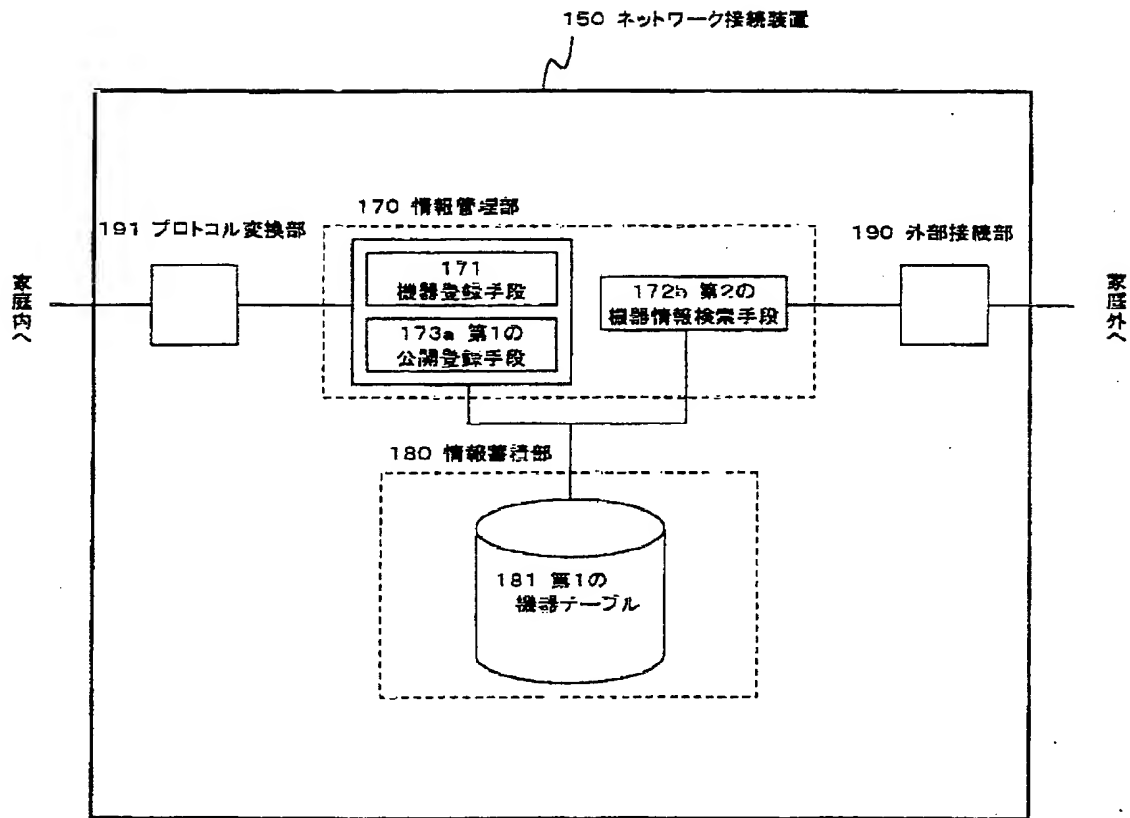 150 ネットワーク接続装置
170 情報管理部
191 プロトコル変換部
190 外部接続部
171
機器登録手段
173a 第1の
公開登録手段
172b 第2の
機器情報検索手段
家庭内へ
家庭外へ
180 情報蓄積部
181 第1の
機器テーブル